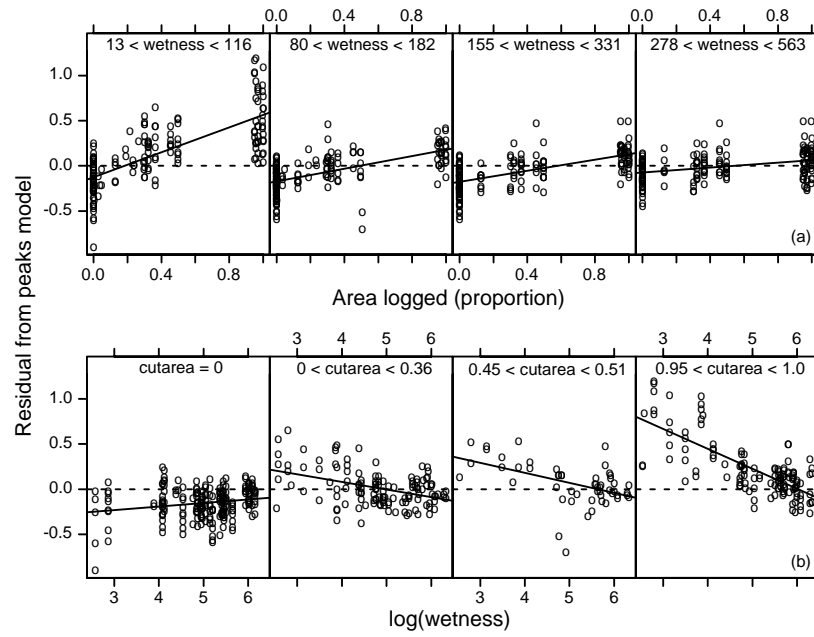 0.0 0.4 0.8 0.0 0.4 0.8
13 < wetness < 116 80 < wetness < 182 155 < wetness < 331 278 < wetness < 563
1.0
0.5
0.0
-0.5
(a)
0.0 0.4 0.8 0.0 0.4 0.8
Area logged (proportion)
Residual from peaks model
3 4 5 6 3 4 5 6
cutarea = 0 0 < cutarea < 0.36 0.45 < cutarea < 0.51 0.95 < cutarea < 1.0
1.0
0.5
0.0
-0.5
(b)
3 4 5 6 3 4 5 6
log(wetness)